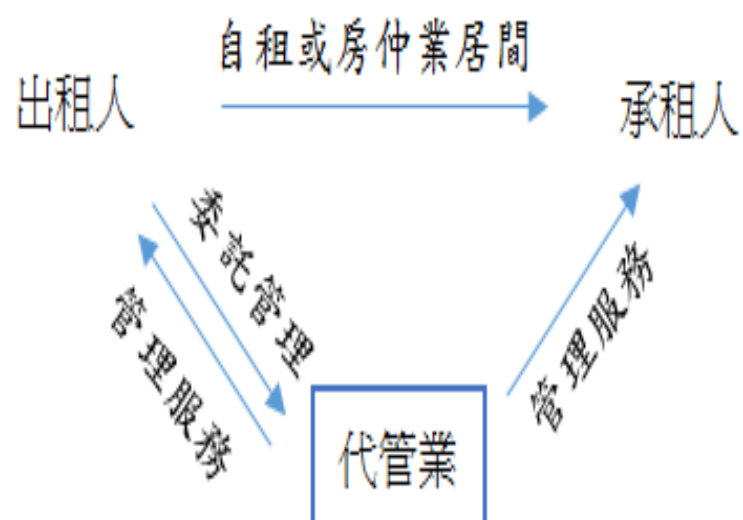 自租或房仲業居間
出租人
承租人
委託管理
管理服務
管理服務
代管業